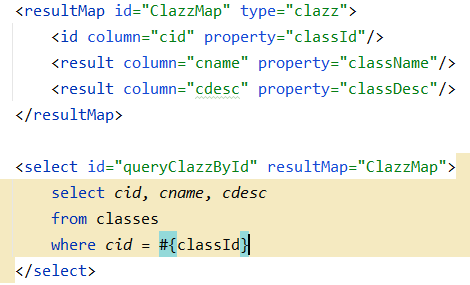 <resultMap id="ClazzMap" type="clazz">
<id column="cid" property="classId"/>
<result column="cname" property="className"/>
<result column="cdesc" property="classDesc"/>
</resultMap>
<select id="queryClazzById" resultMap="ClazzMap">
select cid, cname, cdesc
from classes
where cid = #{classId}
</select>